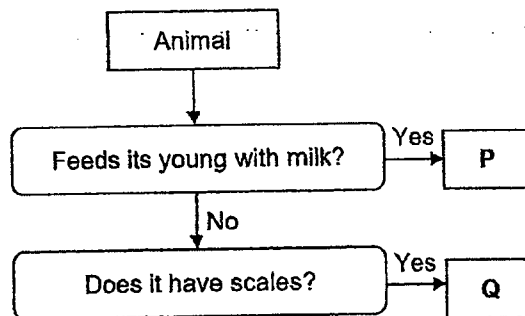 Animal
Feeds its young with milk?
Yes
P
No
Does it have scales?
Yes
Q